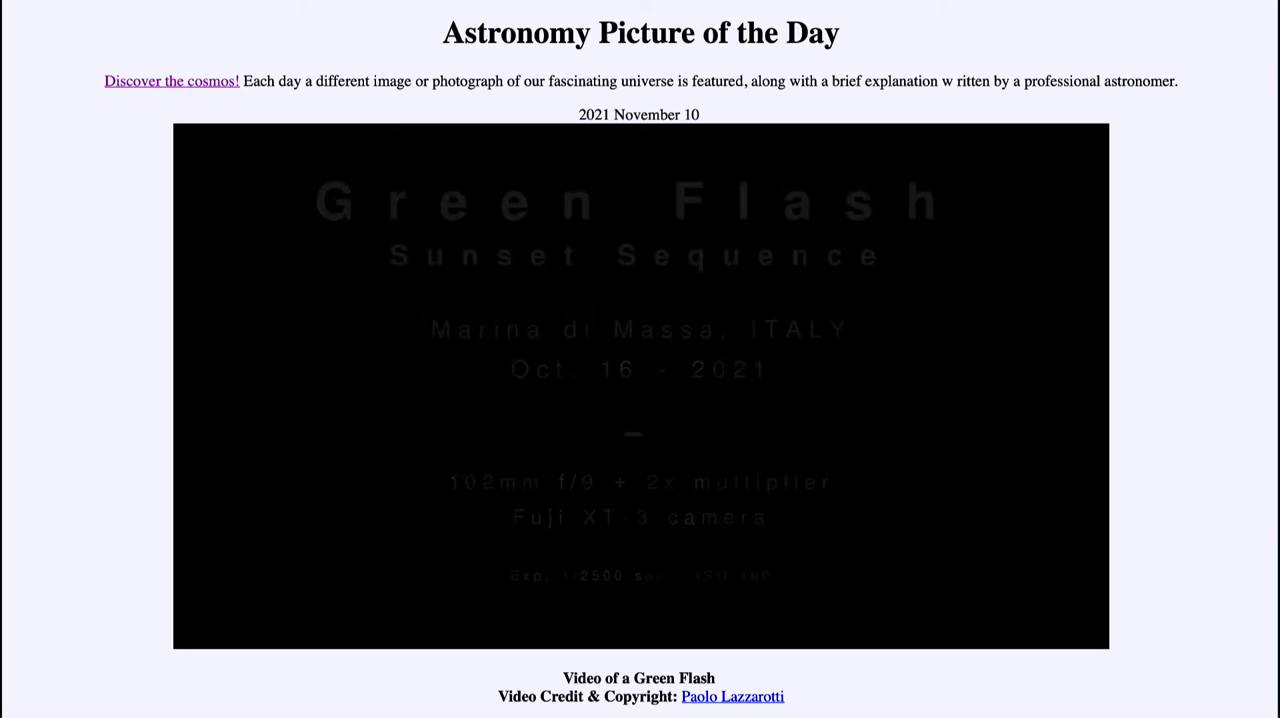 Astronomy Picture of the Day
Discover the cosmos! Each day a different image or photograph of our fascinating universe is featured, along with a brief explanation w ritten by a professional astronomer.
2021 November 10
Green Flash
Sunset Sequence
Marina di Massa, ITALY
Oct. 16 - 2021
–
102mm f/9 + 2x multiplier
Fuji XT-3 camera
Exp. 2500
Video of a Green Flash
Video Credit & Copyright: Paolo Lazzarotti